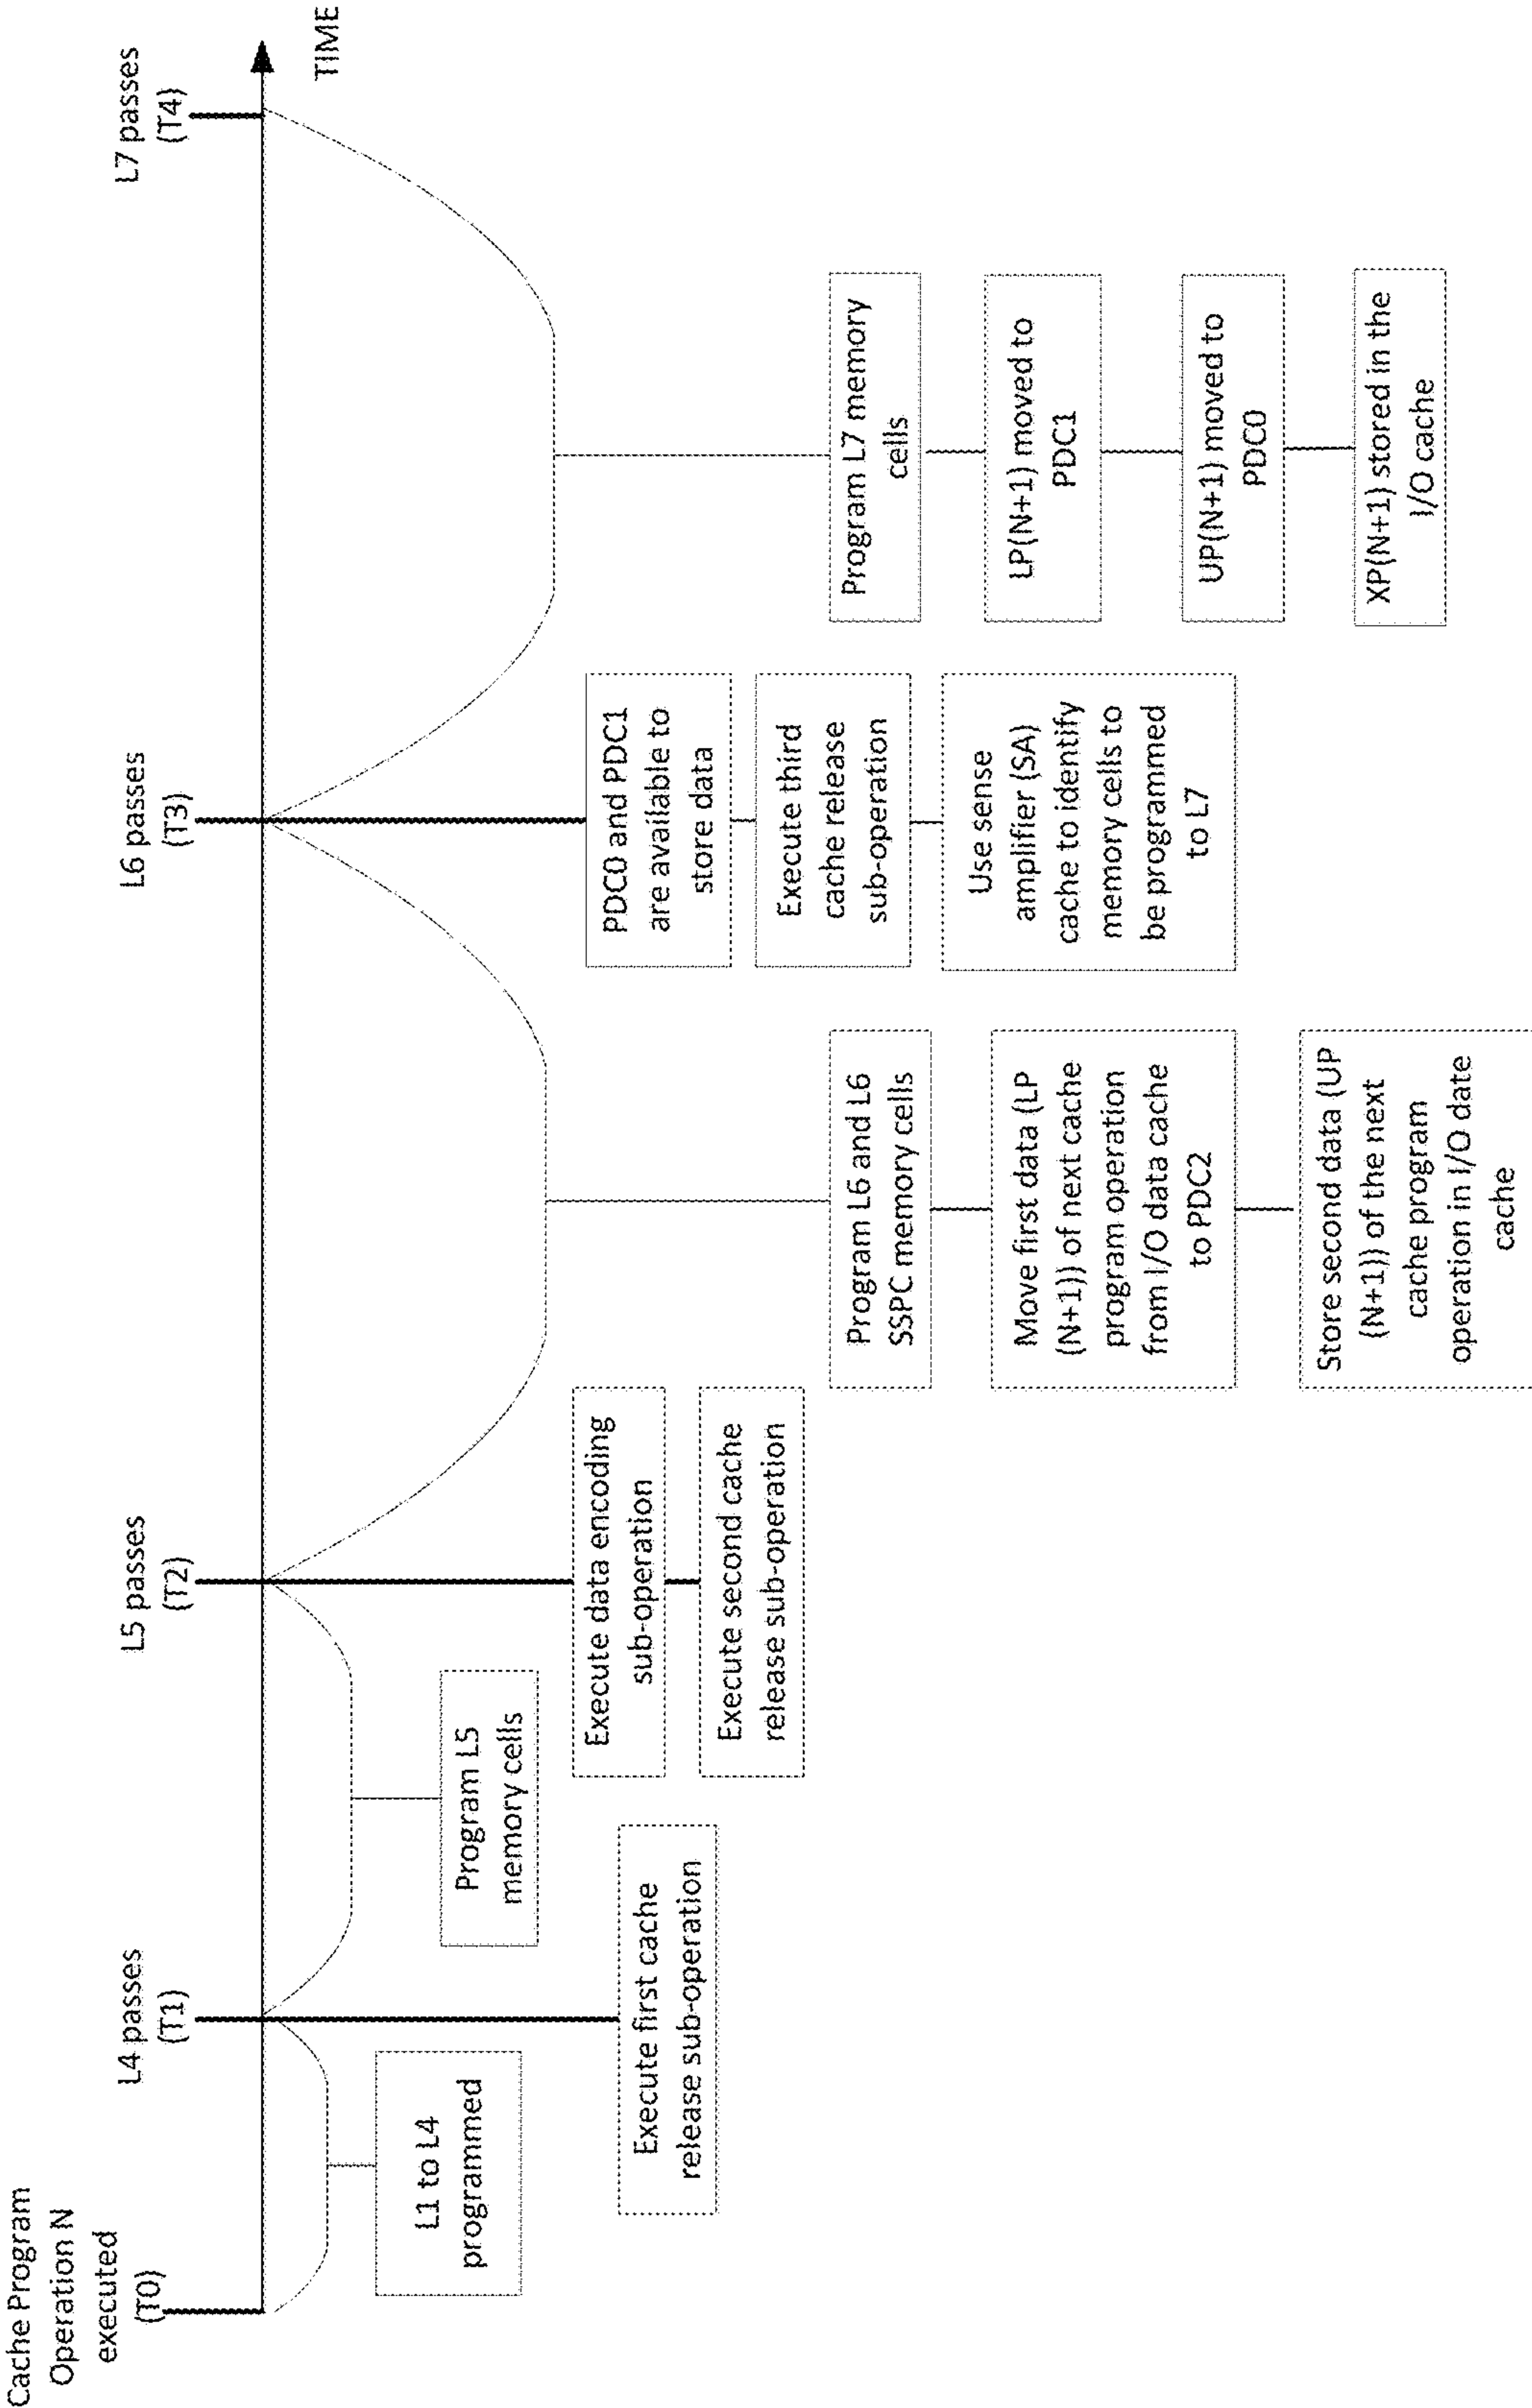 Cache Program
Operation N
executed
(T0)
L1 to L4
programmed
L4 passes
(T1)
Execute first cache
release sub-operation
Program L5
memory cells
L5 passes
(T2)
Execute data encoding
sub-operation
Execute second cache
release sub-operation
Program L6 and L6
SSPC memory cells
Move first data (LP
(N+1)) of next cache
program operation
from I/O data cache
to PDC2
Store second data (UP
(N+1)) of the next
cache program
operation in I/O date
cache
L6 passes
(T3)
PDC0 and PDC1
are available to
store data
Execute third
cache release
sub-operation
Use sense
amplifier (SA)
cache to identify
memory cells to
be programmed
to L7
Program L7 memory
cells
LP(N+1) moved to
PDC1
UP(N+1) moved to
PDC0
XP(N+1) stored in the
I/O cache
L7 passes
(T4)
TIME